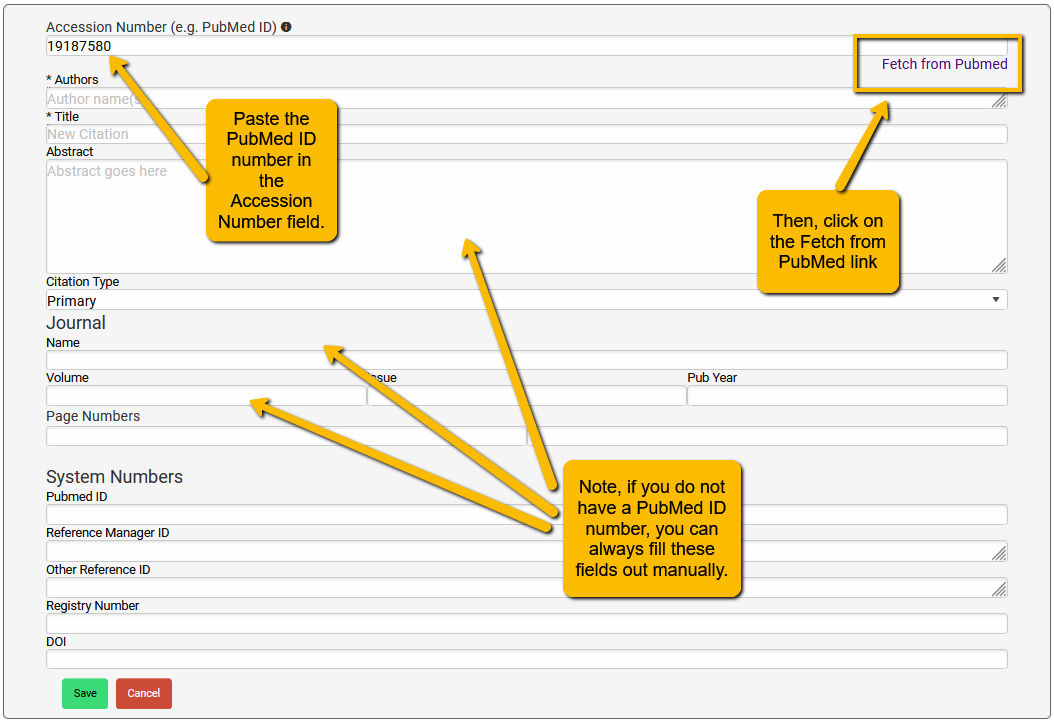 Accession Number (e.g. PubMed ID)
19187580
Fetch from Pubmed
* Authors
Author name(s
* Title
New Citation
Abstract
Abstract goes here
Paste the
PubMed ID
number in
the
Accession
Number field.
Then, click on
the Fetch from
PubMed link
Citation Type
Primary
Journal
Name
Volume
Issue
Pub Year
Page Numbers
System Numbers
Pubmed ID
Reference Manager ID
Other Reference ID
Registry Number
DOI
Note, if you do not
have a PubMed ID
number, you can
always fill these
fields out manually.
Save
Cancel